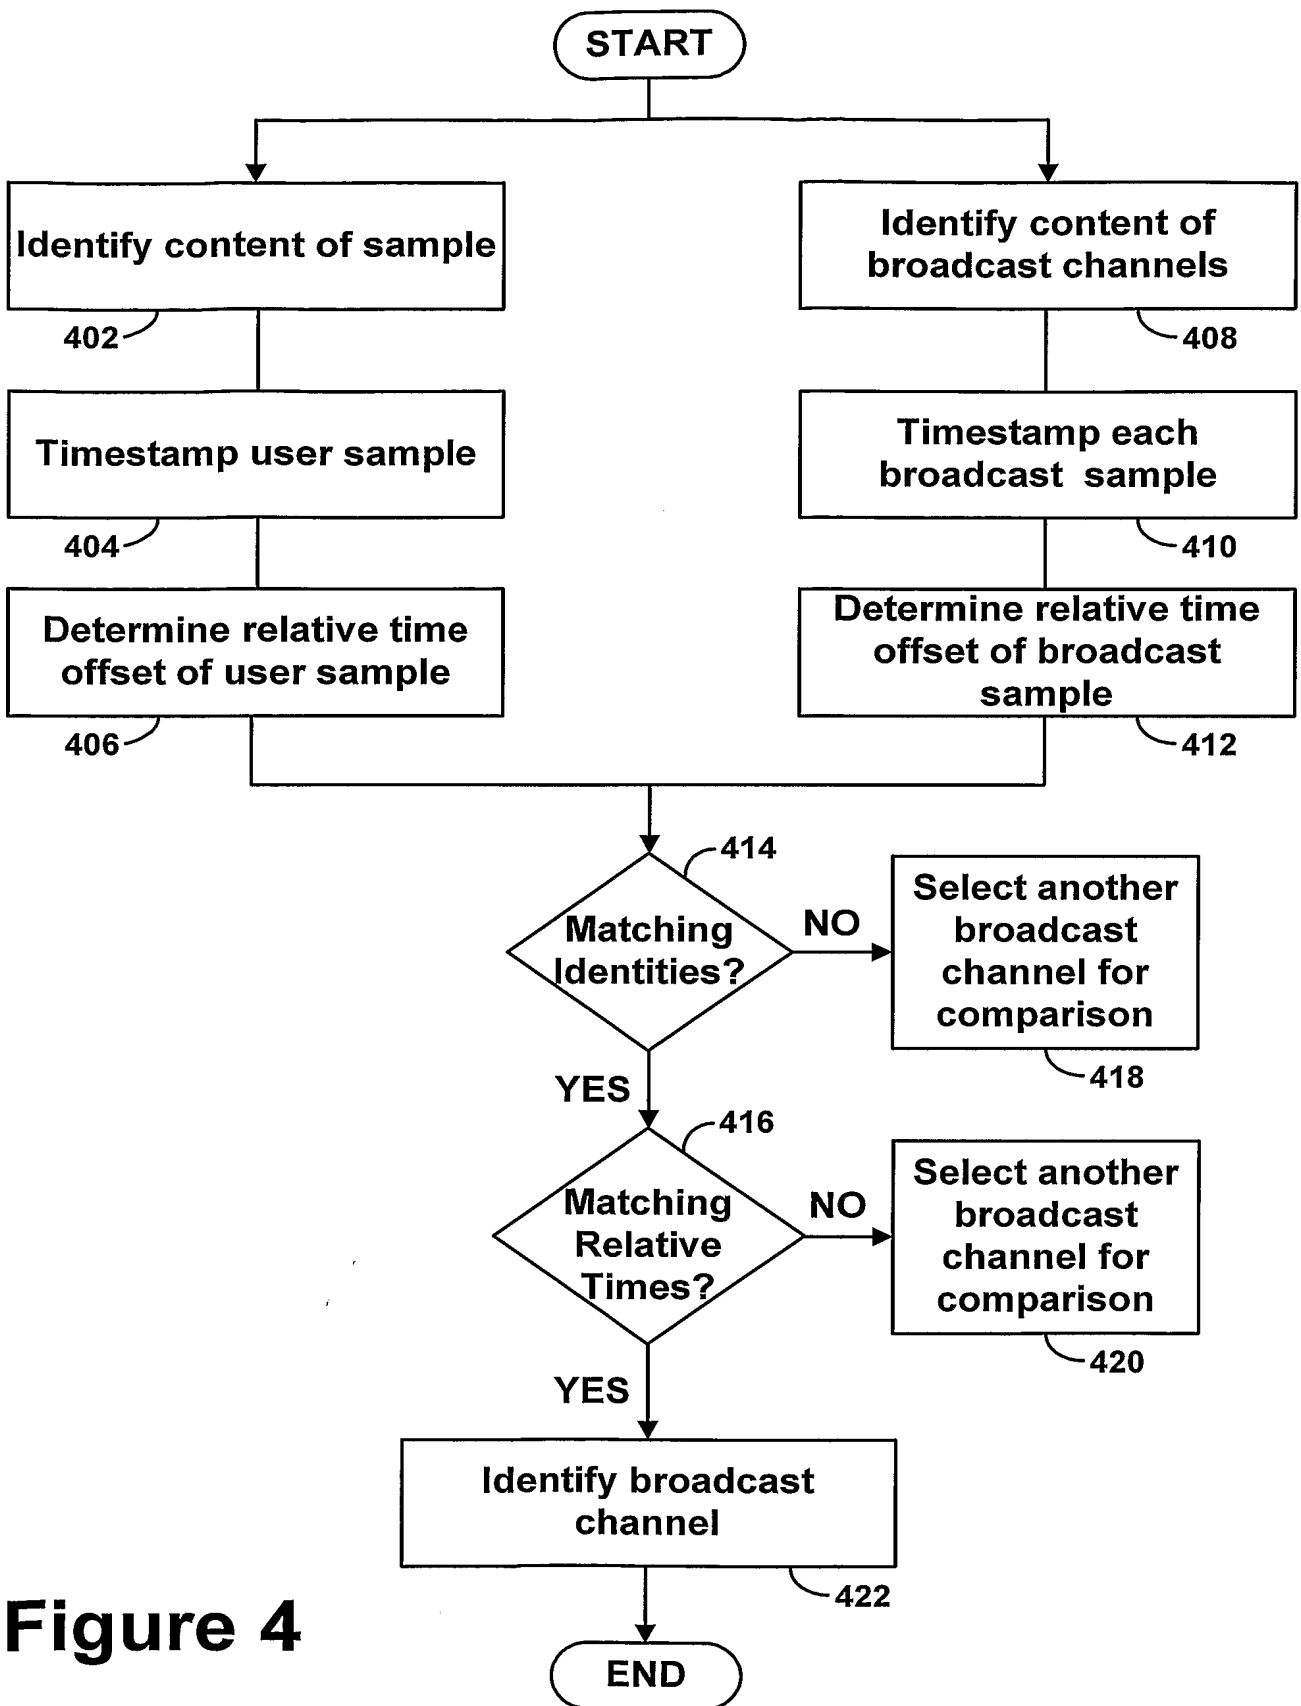 START
Identify content of sample
402
Timestamp user sample
404
Determine relative time
offset of user sample
406
Identify content of
broadcast channels
408
Timestamp each
broadcast sample
410
Determine relative time
offset of broadcast
sample
412
414
Matching
Identities?
NO
Select another
broadcast
channel for
comparison
418
YES
416
Matching
Relative
Times?
NO
Select another
broadcast
channel for
comparison
420
YES
Identify broadcast
channel
422
END
Figure 4